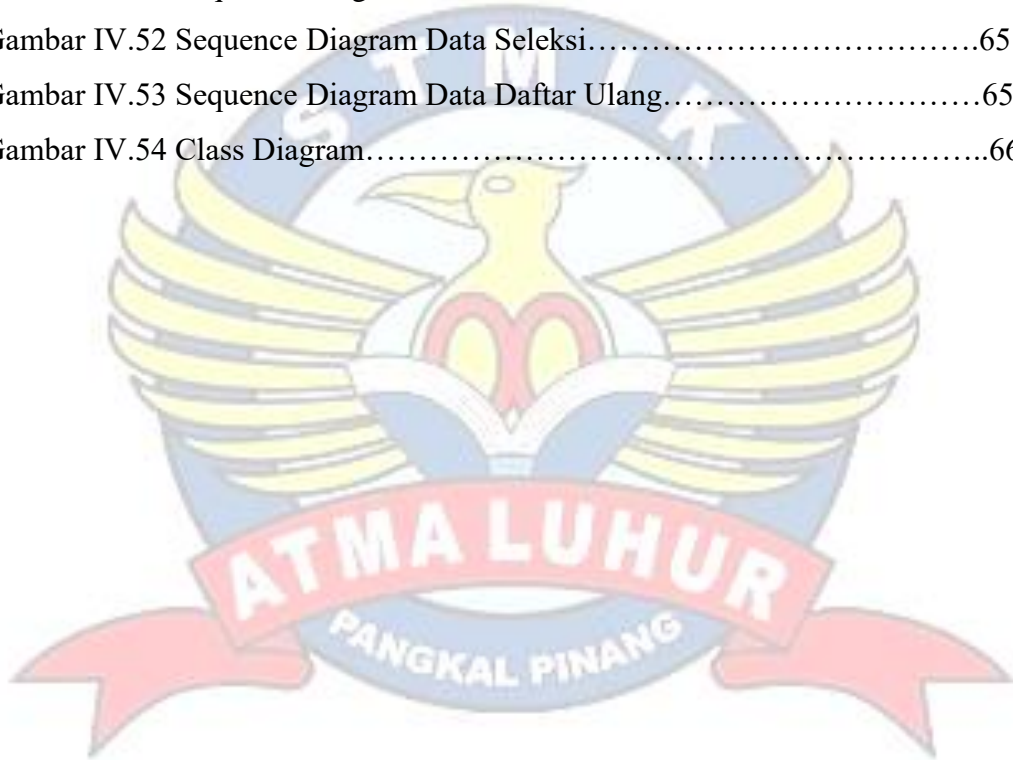 Gambar IV.52 Sequence Diagram Data Seleksi……………………………….65
Gambar IV.53 Sequence Diagram Data Daftar Ulang…………………………65
Gambar IV.54 Class Diagram…………………………………………………..66
STMIK
ATMA LUHUR
PANGKAL PINANG